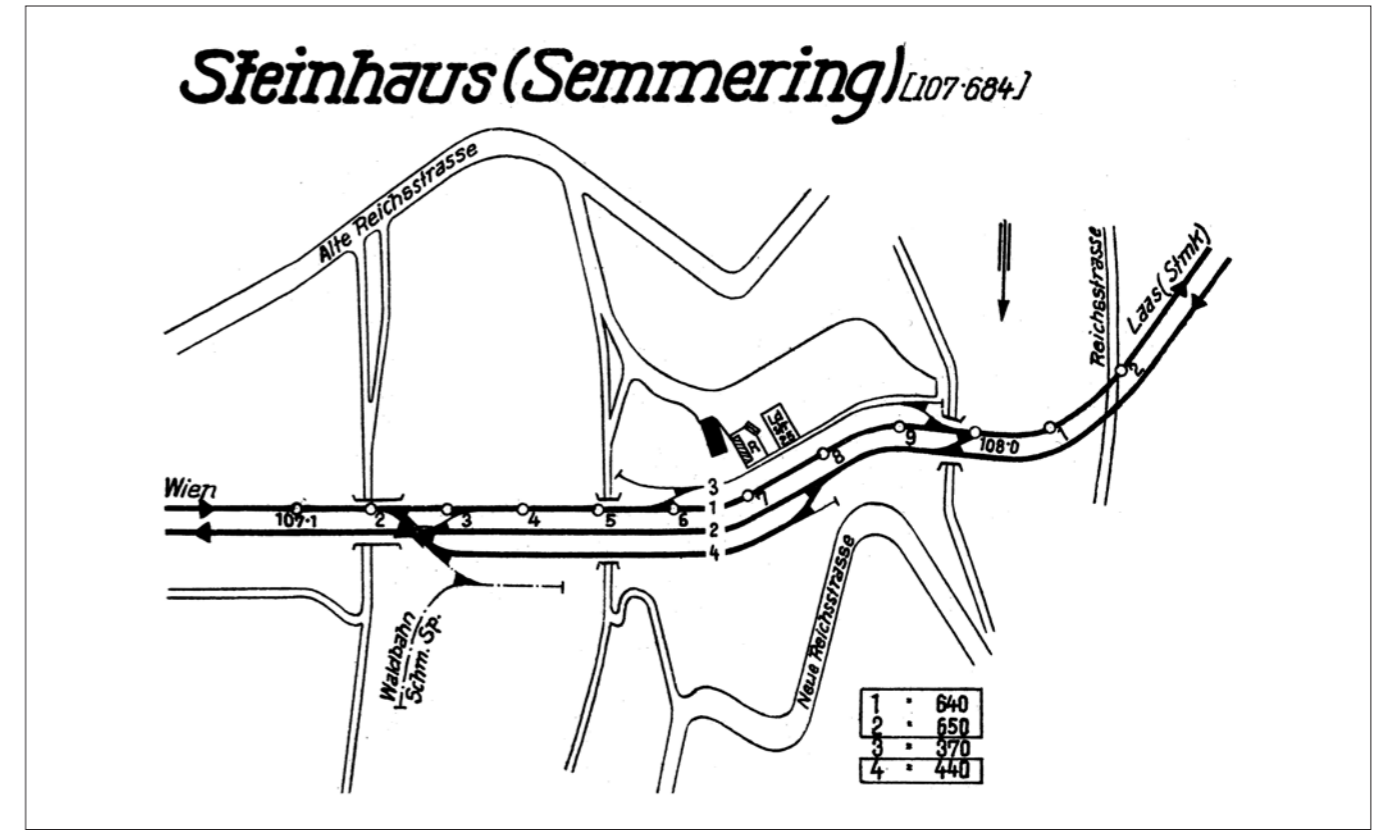 Steinhaus (Semmering) [107·684]
Alte Reichsstrasse
Reichsstrasse
Laas (Stmk)
Wien
107·1
2
3
4
5
6
7
8
9
108·0
1
2
3
1
2
4
Waldbahn
Schm. Sp.
Neue Reichsstrasse
1 " 640
2 " 650
3 " 370
4 " 440